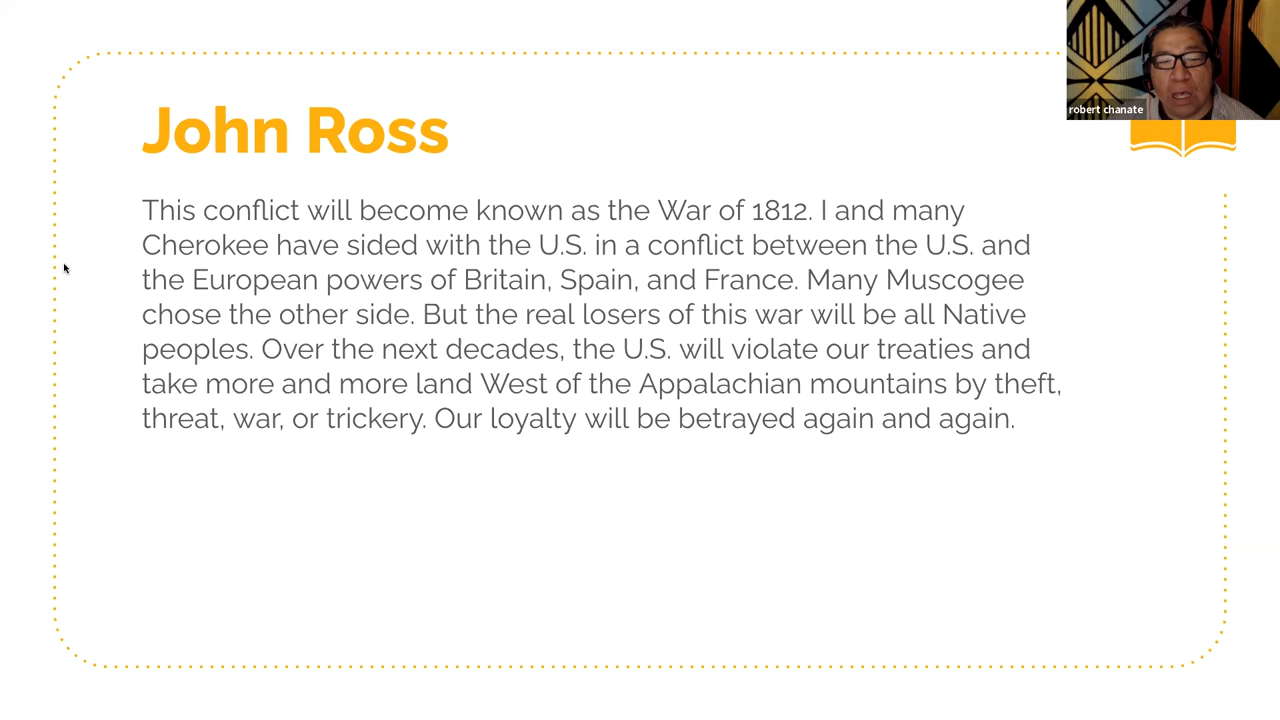 John Ross
robert chanate
This conflict will become known as the War of 1812. I and many
Cherokee have sided with the U.S. in a conflict between the U.S. and
the European powers of Britain, Spain, and France. Many Muscogee
chose the other side. But the real losers of this war will be all Native
peoples. Over the next decades, the U.S. will violate our treaties and
take more and more land West of the Appalachian mountains by theft,
threat, war, or trickery. Our loyalty will be betrayed again and again.